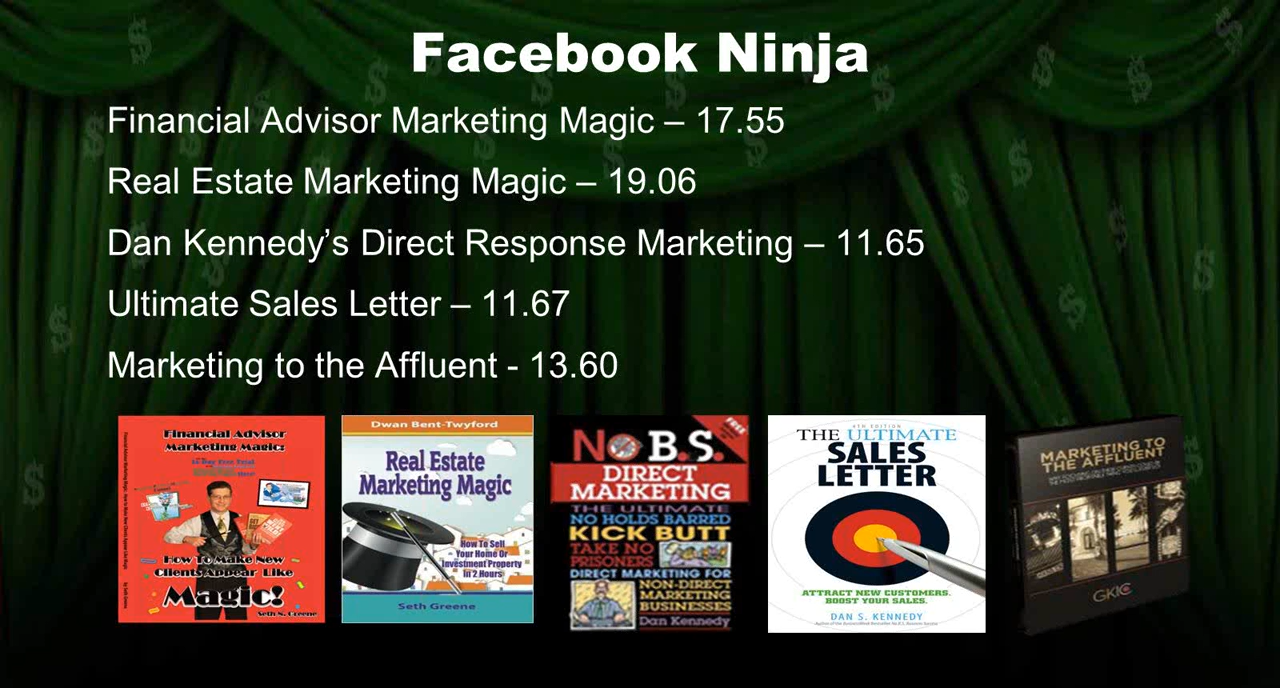 Facebook Ninja
Financial Advisor Marketing Magic – 17.55
Real Estate Marketing Magic – 19.06
Dan Kennedy’s Direct Response Marketing – 11.65
Ultimate Sales Letter – 11.67
Marketing to the Affluent - 13.60
Financial Advisor
Marketing Magic:
How To Make New
Clients Appear Like
Magic!
Seth N. Greene
Dwan Bent-Twyford
Real Estate
Marketing Magic
How To Sell
Your Home Or
Investment Property
In 2 Hours
Seth Greene
FREE
NO B.S.
DIRECT
MARKETING
THE ULTIMATE
NO HOLDS BARRED
KICK BUTT
TAKE NO
PRISONERS
DIRECT MARKETING FOR
NON-DIRECT
MARKETING
BUSINESSES
Dan Kennedy
4TH EDITION
THE ULTIMATE
SALES
LETTER
ATTRACT NEW CUSTOMERS.
BOOST YOUR SALES.
DAN S. KENNEDY
MARKETING TO
THE AFFLUENT
GKIC